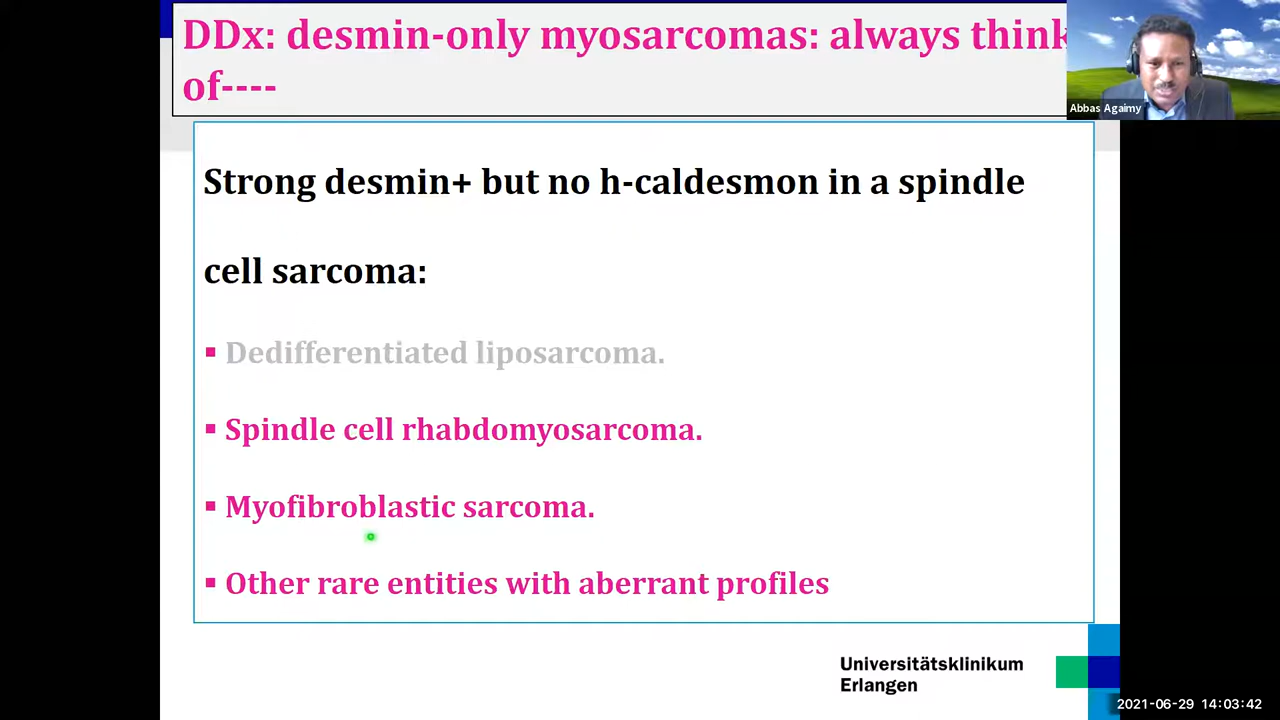 DDx: desmin-only myosarcomas: always think
of----
Abbas Agaimy
Strong desmin+ but no h-caldesmon in a spindle
cell sarcoma:
▪ Dedifferentiated liposarcoma.
▪ Spindle cell rhabdomyosarcoma.
▪ Myofibroblastic sarcoma.
▪ Other rare entities with aberrant profiles
Universitätsklinikum
Erlangen
2021-06-29 14:03:42